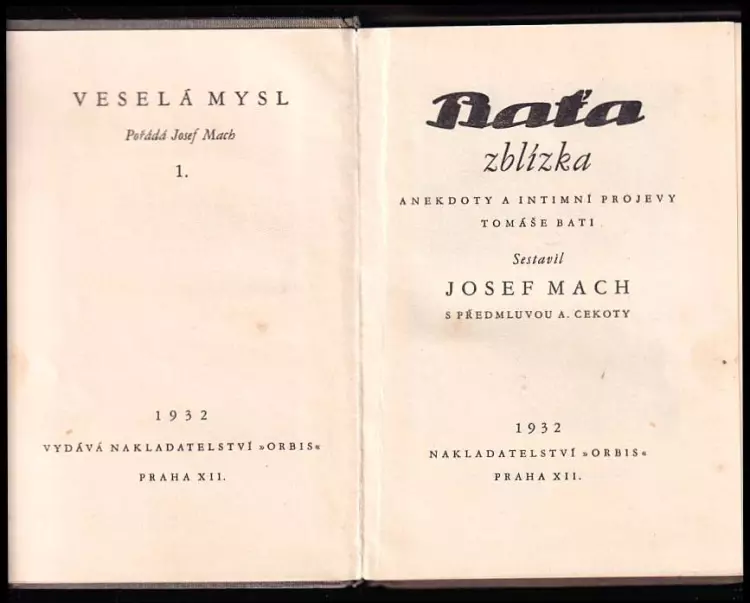 VESELÁ MYSL
Pořádá Josef Mach
1.
1932
VYDÁVÁ NAKLADATELSTVÍ »ORBIS«
PRAHA XII.
Baťa
zblízka
ANEKDOTY A INTIMNÍ PROJEVY
TOMÁŠE BATI
Sestavil
JOSEF MACH
S PŘEDMLUVOU A. CEKOTY
1932
NAKLADATELSTVÍ »ORBIS«
PRAHA XII.